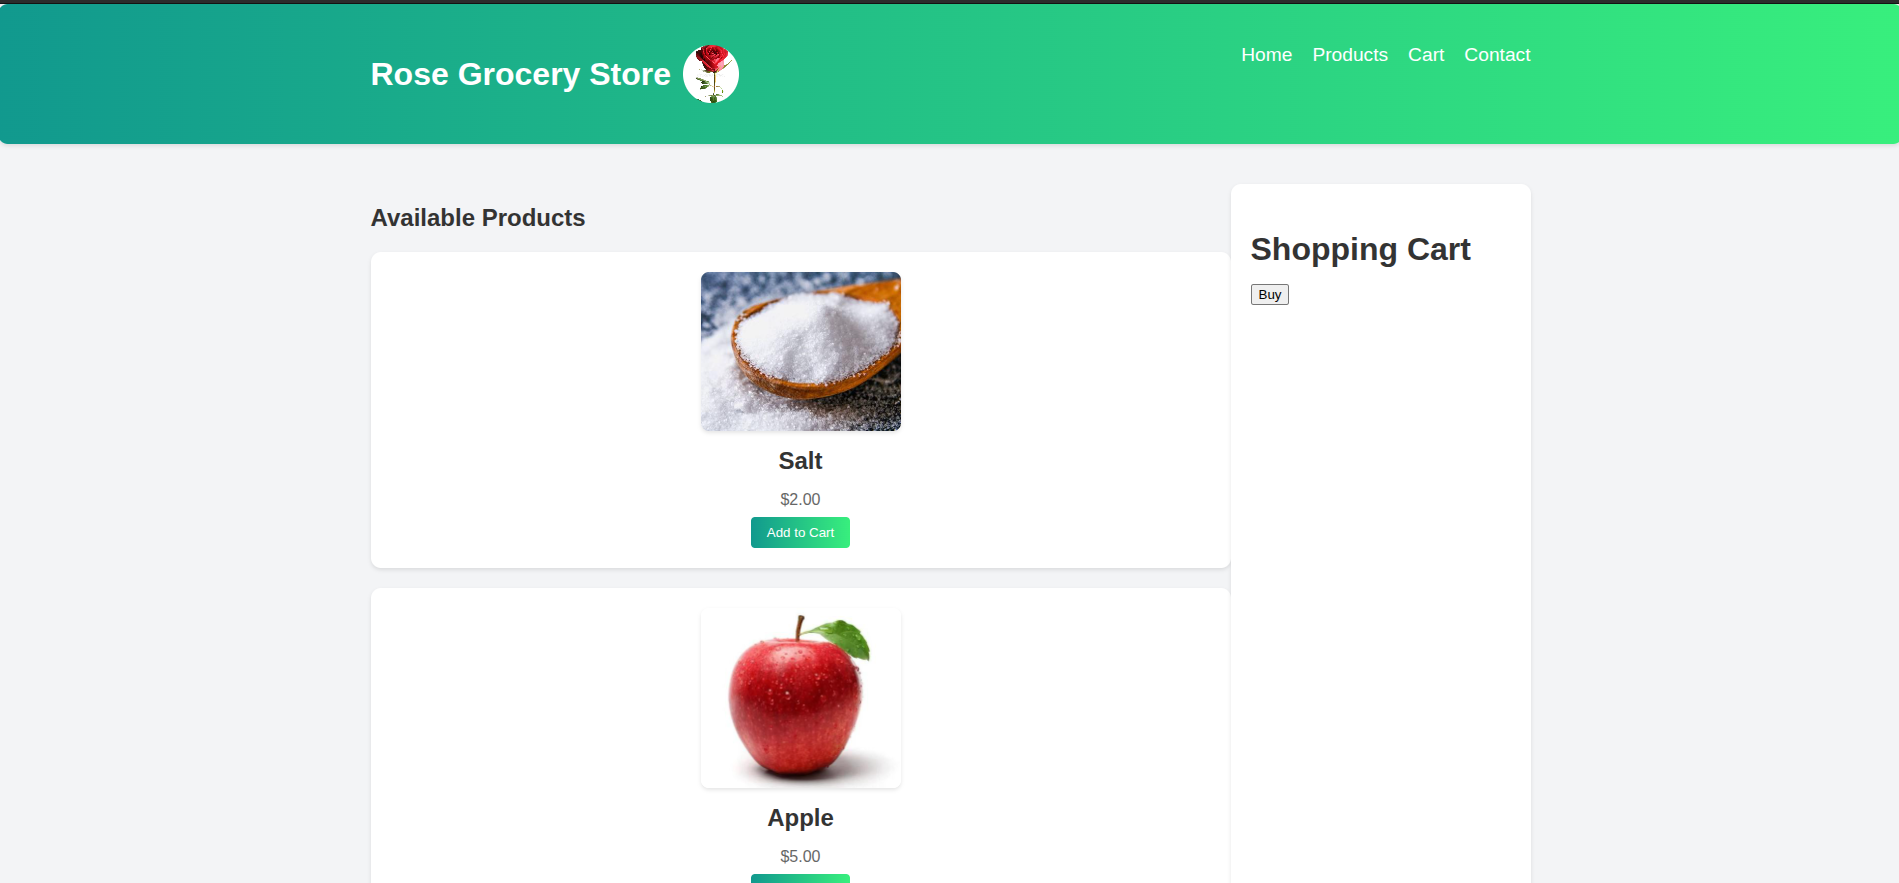 Rose Grocery Store
Home Products Cart Contact
Available Products
Salt
$2.00
Add to Cart
Apple
$5.00
Shopping Cart
Buy